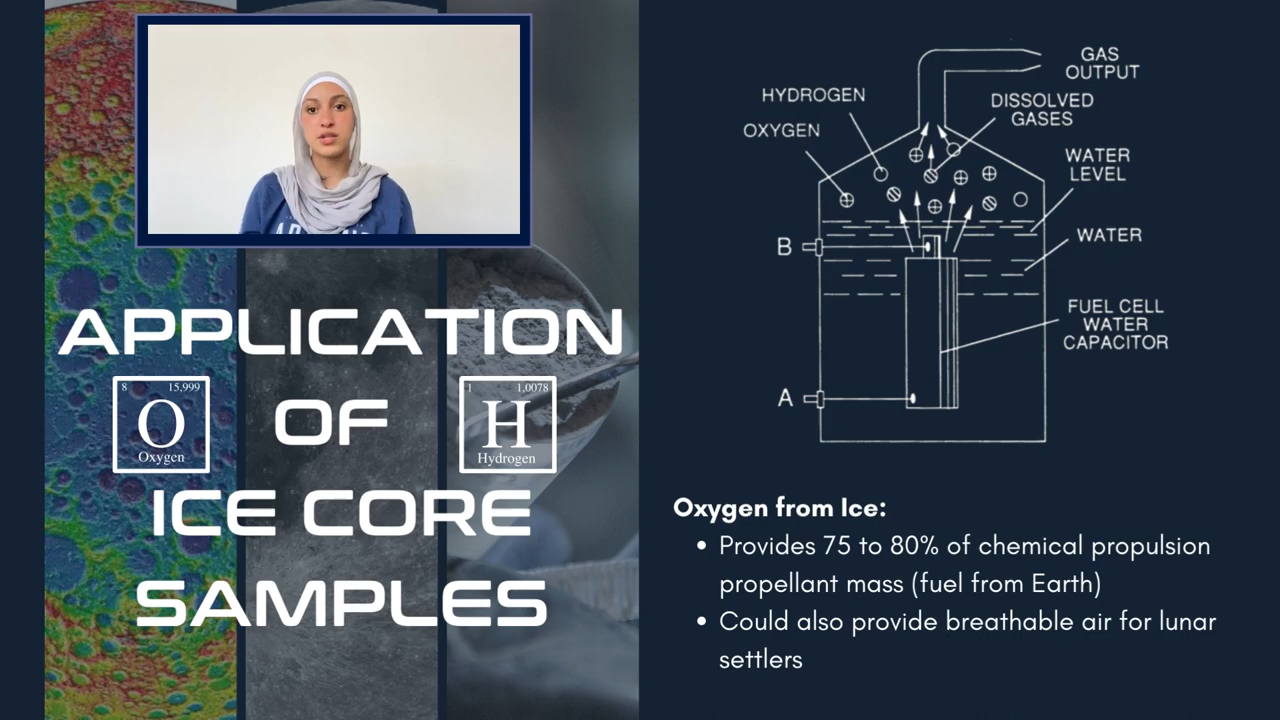 APPLICATION
8 15,999
O
Oxygen
OF
1 1,0078
H
Hydrogen
ICE CORE
SAMPLES
GAS
OUTPUT
HYDROGEN
DISSOLVED
GASES
OXYGEN
WATER
LEVEL
B
WATER
FUEL CELL
WATER
CAPACITOR
A
Oxygen from Ice:
• Provides 75 to 80% of chemical propulsion
propellant mass (fuel from Earth)
• Could also provide breathable air for lunar
settlers